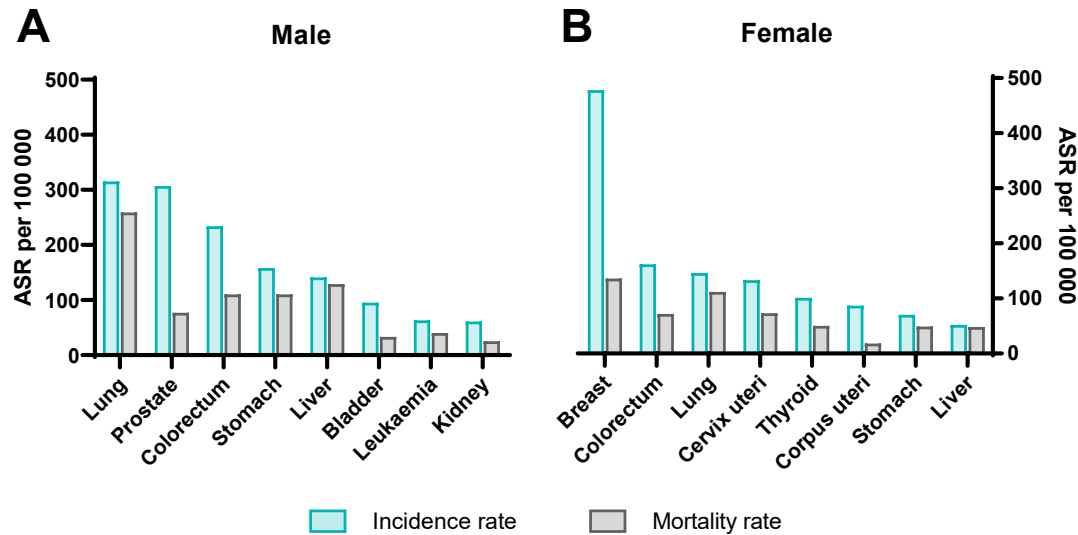 A
Male
ASR per 100 000
500
400
300
200
100
0
Lung
Prostate
Colorectum
Stomach
Liver
Bladder
Leukaemia
Kidney
B
Female
ASR per 100 000
500
400
300
200
100
0
Breast
Colorectum
Lung
Cervix uteri
Thyroid
Corpus uteri
Stomach
Liver
Incidence rate
Mortality rate